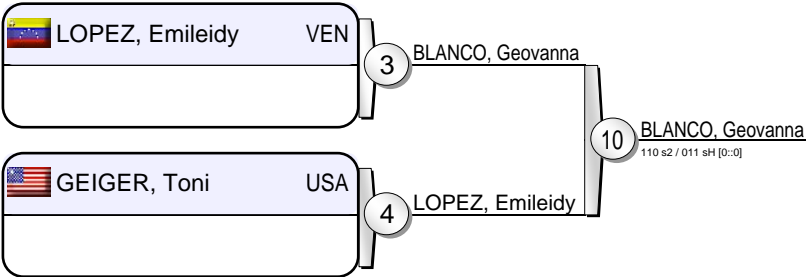 LOPEZ, Emileidy VEN
3
BLANCO, Geovanna
10
BLANCO, Geovanna
110 s2 / 011 sH [0::0]
GEIGER, Toni USA
4
LOPEZ, Emileidy